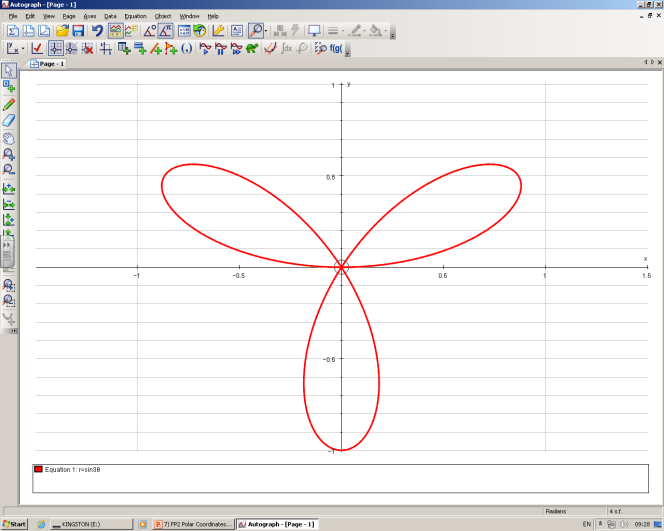 Autograph - [Page - 1]
File Edit View Page Axes Data Equation Object Window Help
f(g(
Page - 1
1 y
0.5
x
-1 -0.5 0.5 1 1.5
-0.5
-1
Equation 1: r=sin3θ
Radians 4 s.f.
Start KINGSTON (E:) 7) FP2 Polar Coordinates... Autograph - [Page - 1] EN 09:28